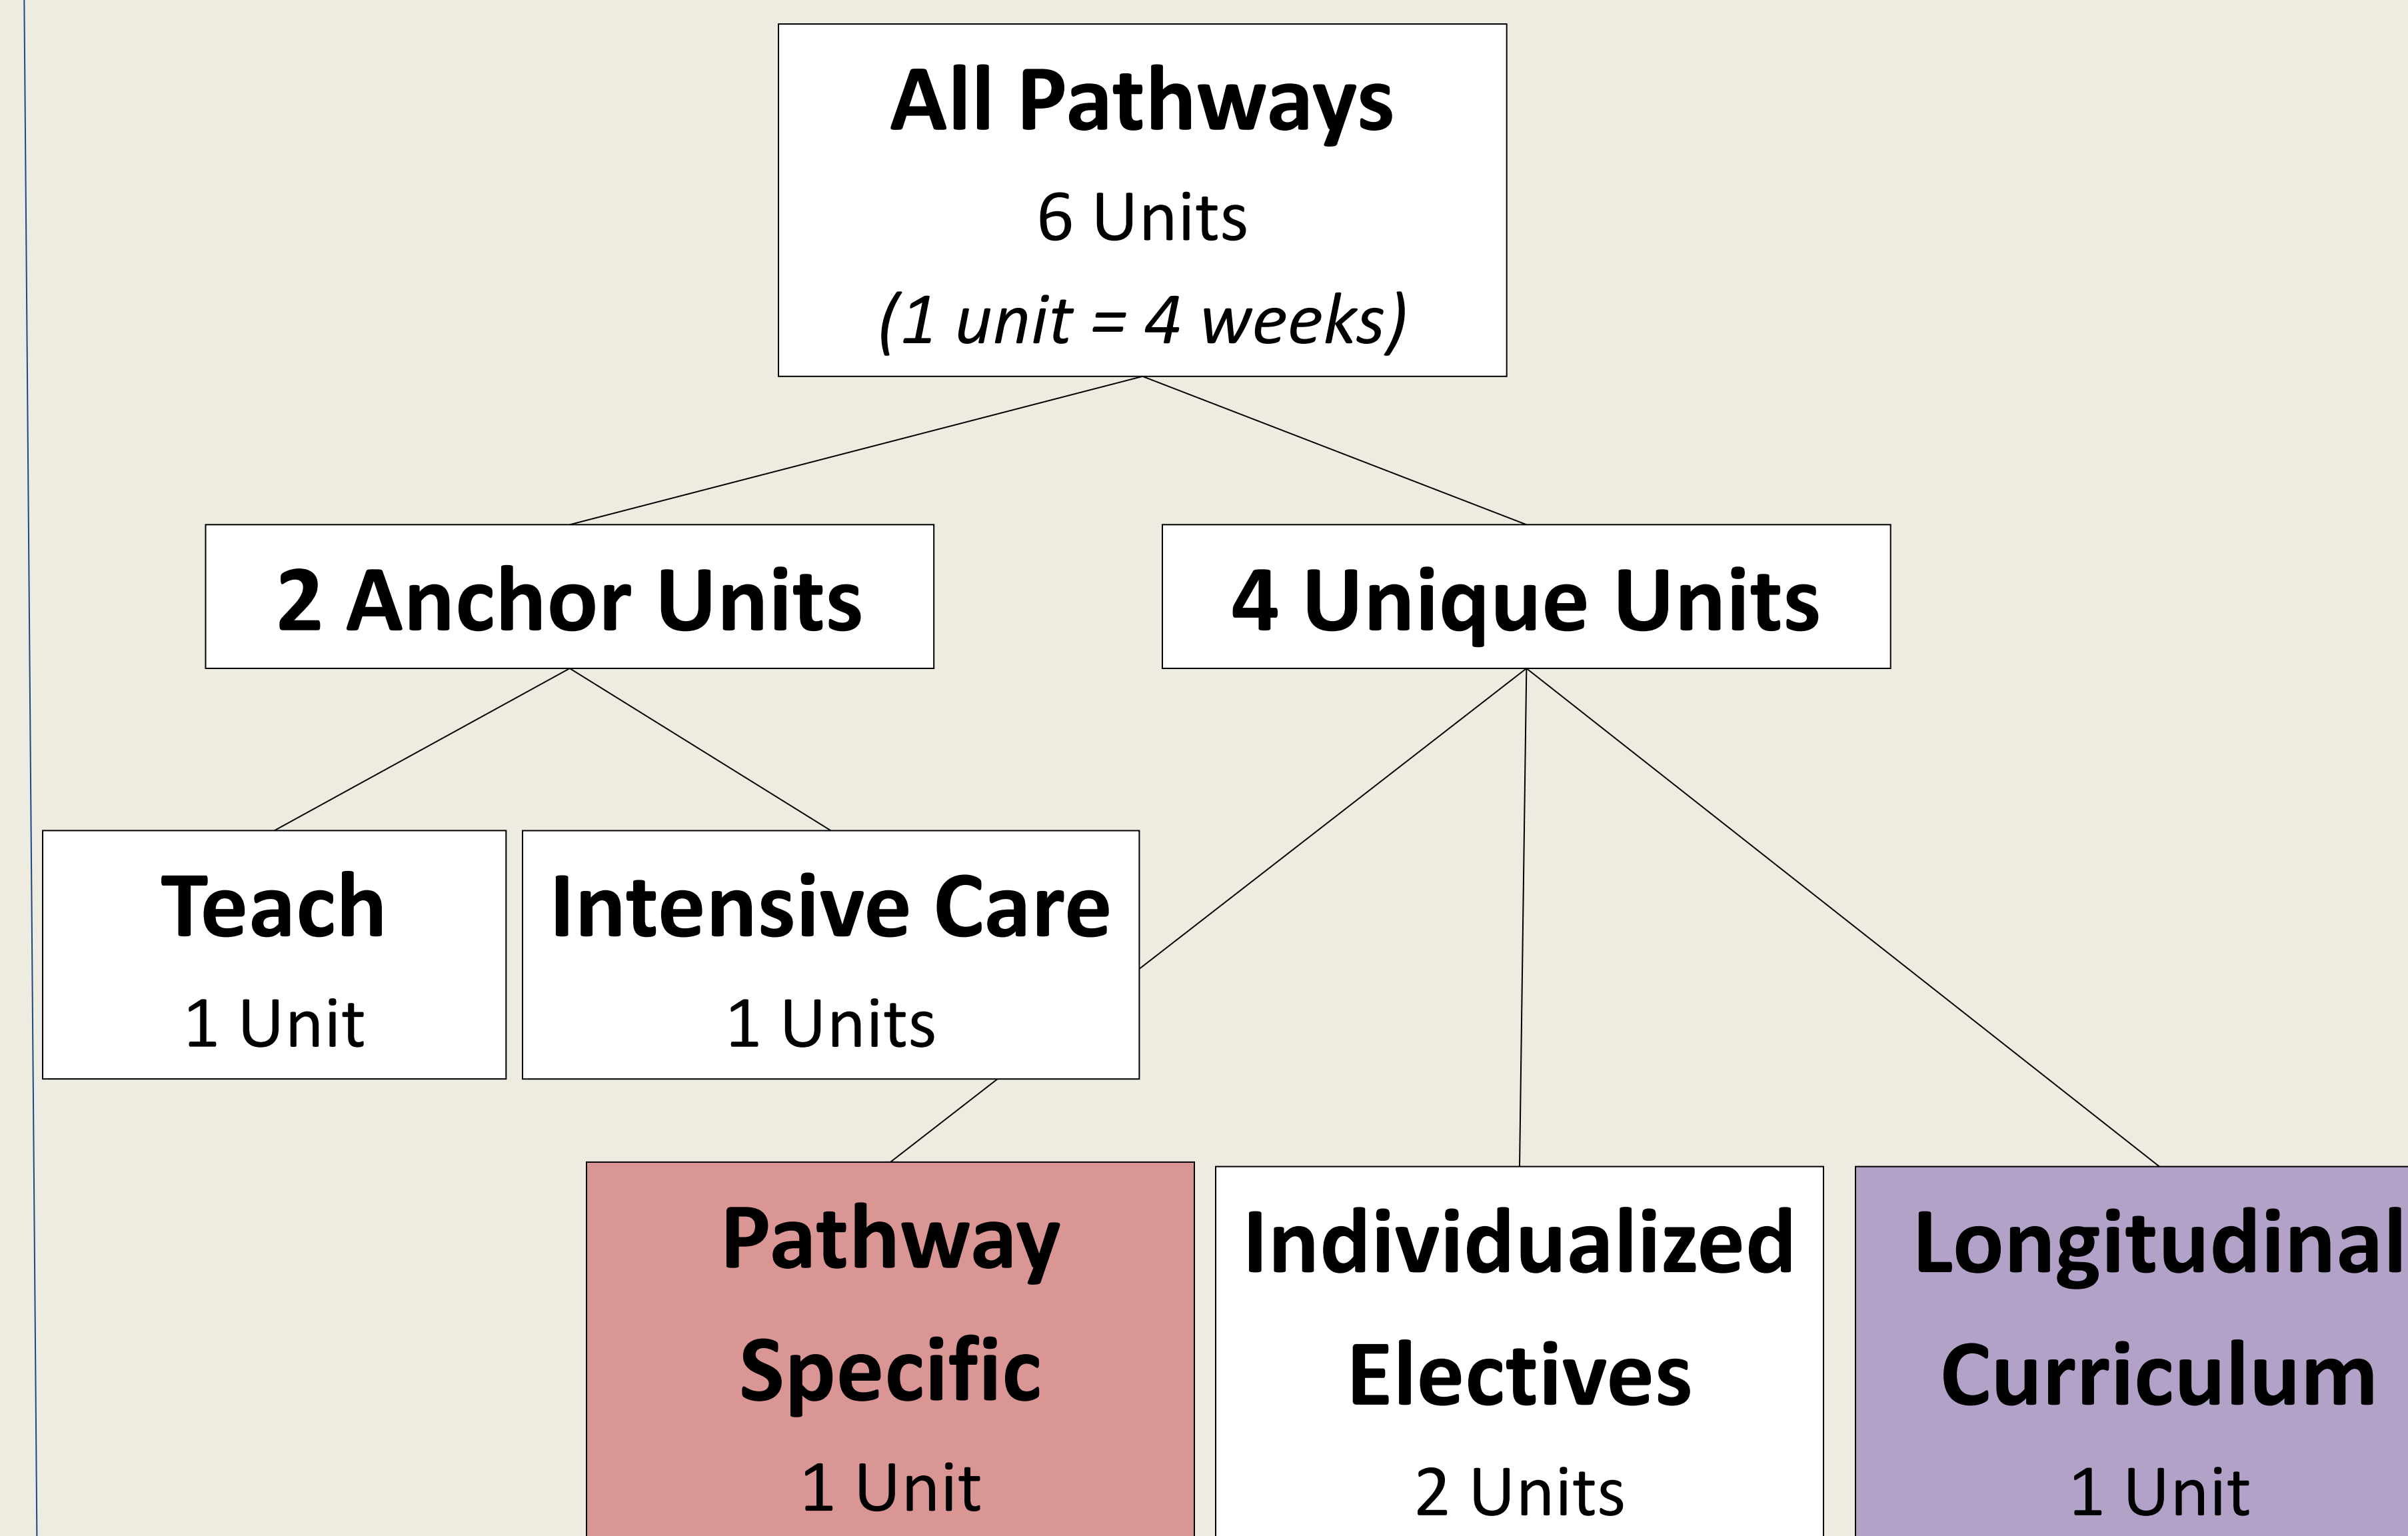 All Pathways
6 Units
(1 unit = 4 weeks)
2 Anchor Units
4 Unique Units
Teach
1 Unit
Intensive Care
1 Units
Pathway
Specific
1 Unit
Individualized
Electives
2 Units
Longitudinal
Curriculum
1 Unit